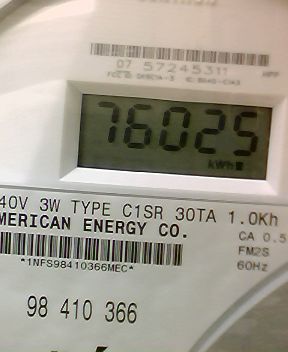 07 57245311
76025
kWh
40V 3W TYPE C1SR 30TA 1.0Kh
MERICAN ENERGY CO.
CA 0.5
FM2S
*1NFS98410366MEC*
60Hz
98 410 366